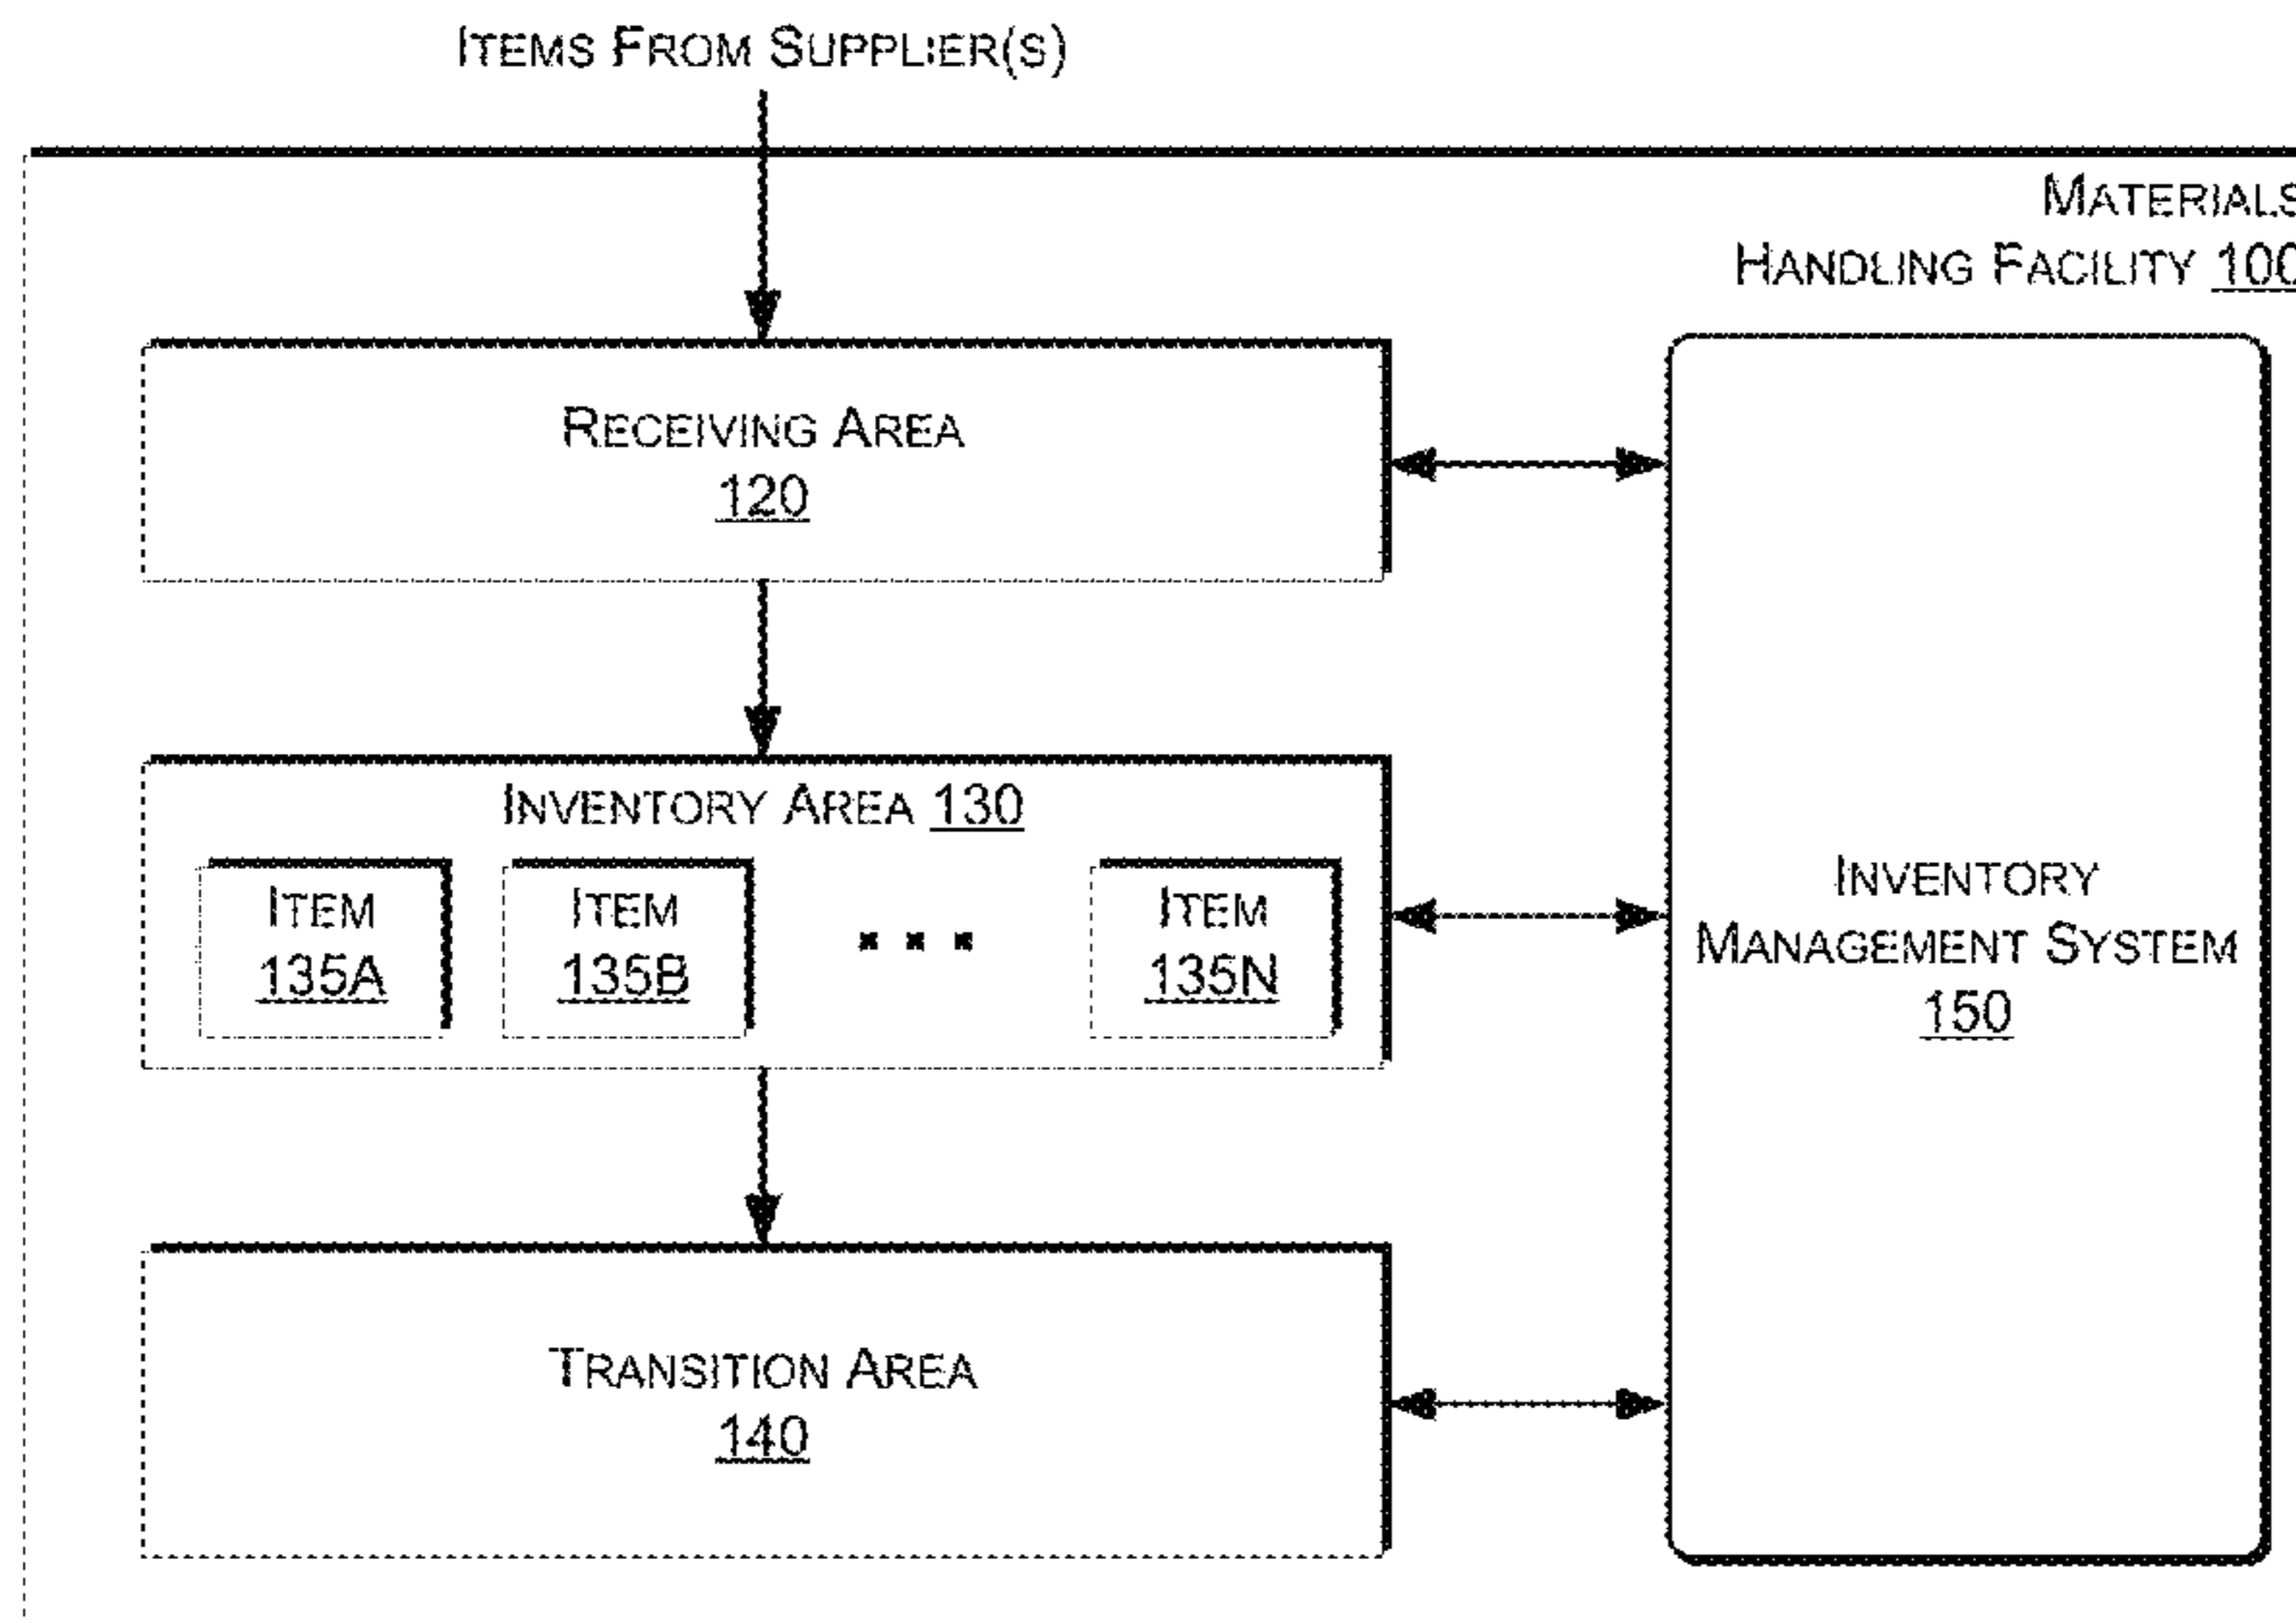 ITEMS FROM SUPPLIER(S)
MATERIALS
HANDLING FACILITY 100
RECEIVING AREA
120
INVENTORY AREA 130
ITEM
135A
ITEM
135B
...
ITEM
135N
INVENTORY
MANAGEMENT SYSTEM
150
TRANSITION AREA
140